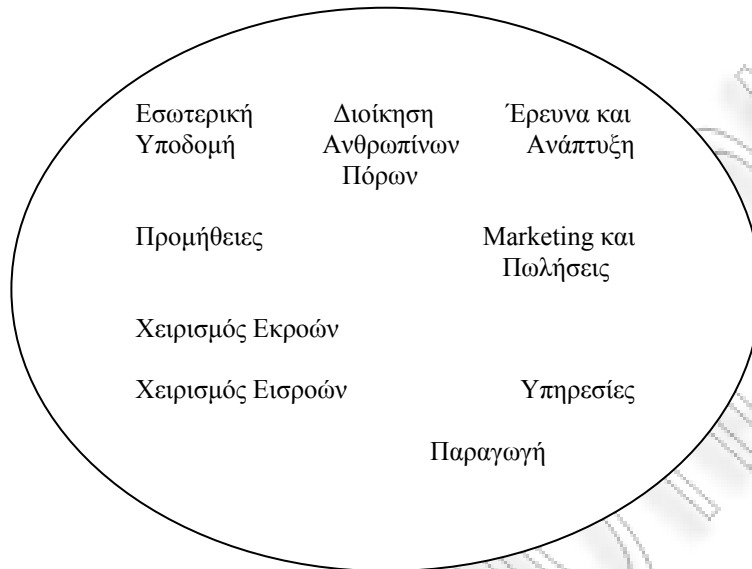 Εσωτερική Διοίκηση Έρευνα και
Υποδομή Ανθρωπίνων Ανάπτυξη
Πόρων
Προμήθειες Marketing και
Πωλήσεις
Χειρισμός Εκροών
Χειρισμός Εισροών Υπηρεσίες
Παραγωγή